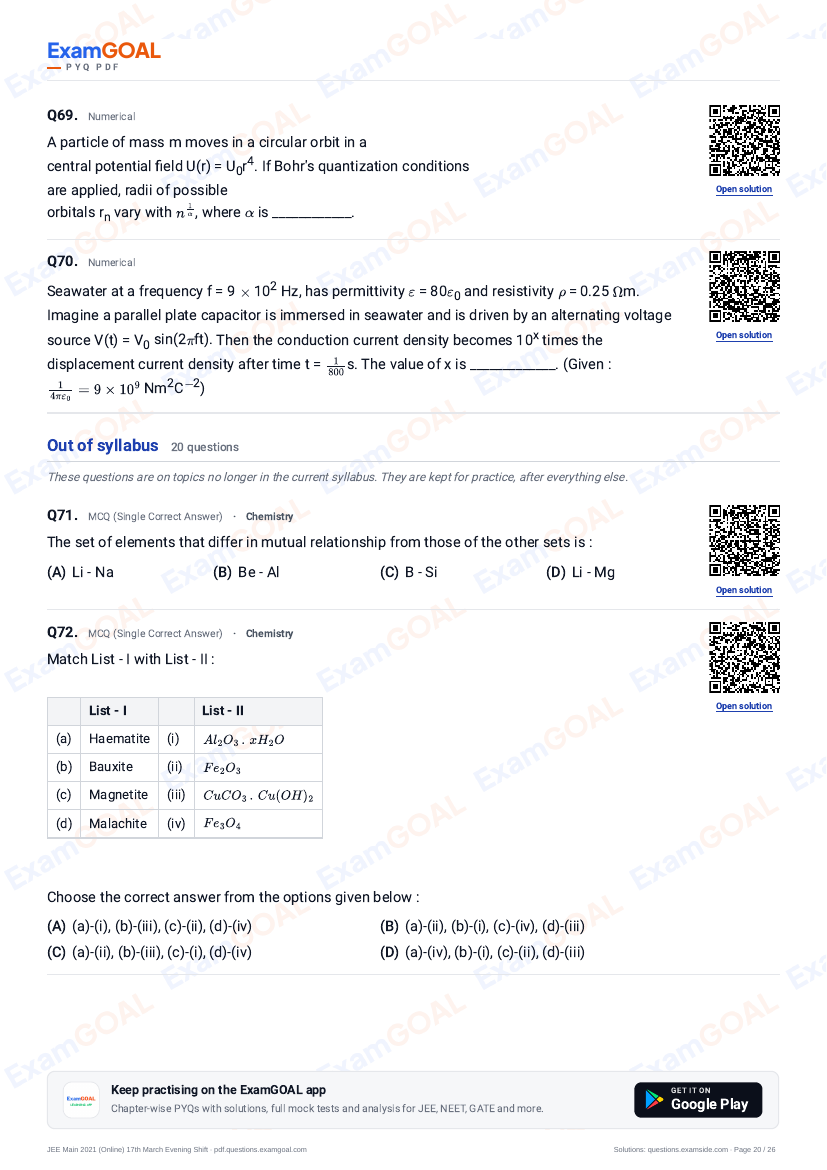 ExamGOAL
PYQ PDF
Q69. Numerical
A particle of mass m moves in a circular orbit in a
central potential field U(r) = U₀r⁴. If Bohr's quantization conditions
are applied, radii of possible
orbitals rₙ vary with $n^{\frac{1}{\alpha}}$, where α is ____________.
Open solution
Q70. Numerical
Seawater at a frequency f = 9 × 10² Hz, has permittivity ε = 80ε₀ and resistivity ρ = 0.25 Ωm.
Imagine a parallel plate capacitor is immersed in seawater and is driven by an alternating voltage
source V(t) = V₀ sin(2πft). Then the conduction current density becomes 10ˣ times the
displacement current density after time t = $\frac{1}{800}$s. The value of x is _____________. (Given :
$\frac{1}{4\pi\varepsilon_0}$ = 9 × 10⁹ Nm²C⁻²)
Open solution
Out of syllabus 20 questions
These questions are on topics no longer in the current syllabus. They are kept for practice, after everything else.
Q71. MCQ (Single Correct Answer) · Chemistry
The set of elements that differ in mutual relationship from those of the other sets is :
(A) Li - Na (B) Be - Al (C) B - Si (D) Li - Mg
Open solution
Q72. MCQ (Single Correct Answer) · Chemistry
Match List - I with List - II :
Open solution
List - I List - II
(a) Haematite (i) Al₂O₃ . xH₂O
(b) Bauxite (ii) Fe₂O₃
(c) Magnetite (iii) CuCO₃ . Cu(OH)₂
(d) Malachite (iv) Fe₃O₄
Choose the correct answer from the options given below :
(A) (a)-(i), (b)-(iii), (c)-(ii), (d)-(iv) (B) (a)-(ii), (b)-(i), (c)-(iv), (d)-(iii)
(C) (a)-(ii), (b)-(iii), (c)-(i), (d)-(iv) (D) (a)-(iv), (b)-(i), (c)-(ii), (d)-(iii)
ExamGOAL
Keep practising on the ExamGOAL app
Chapter-wise PYQs with solutions, full mock tests and analysis for JEE, NEET, GATE and more.
GET IT ON
Google Play
JEE Main 2021 (Online) 17th March Evening Shift · pdf.questions.examgoal.com Solutions: questions.examside.com · Page 20 / 26